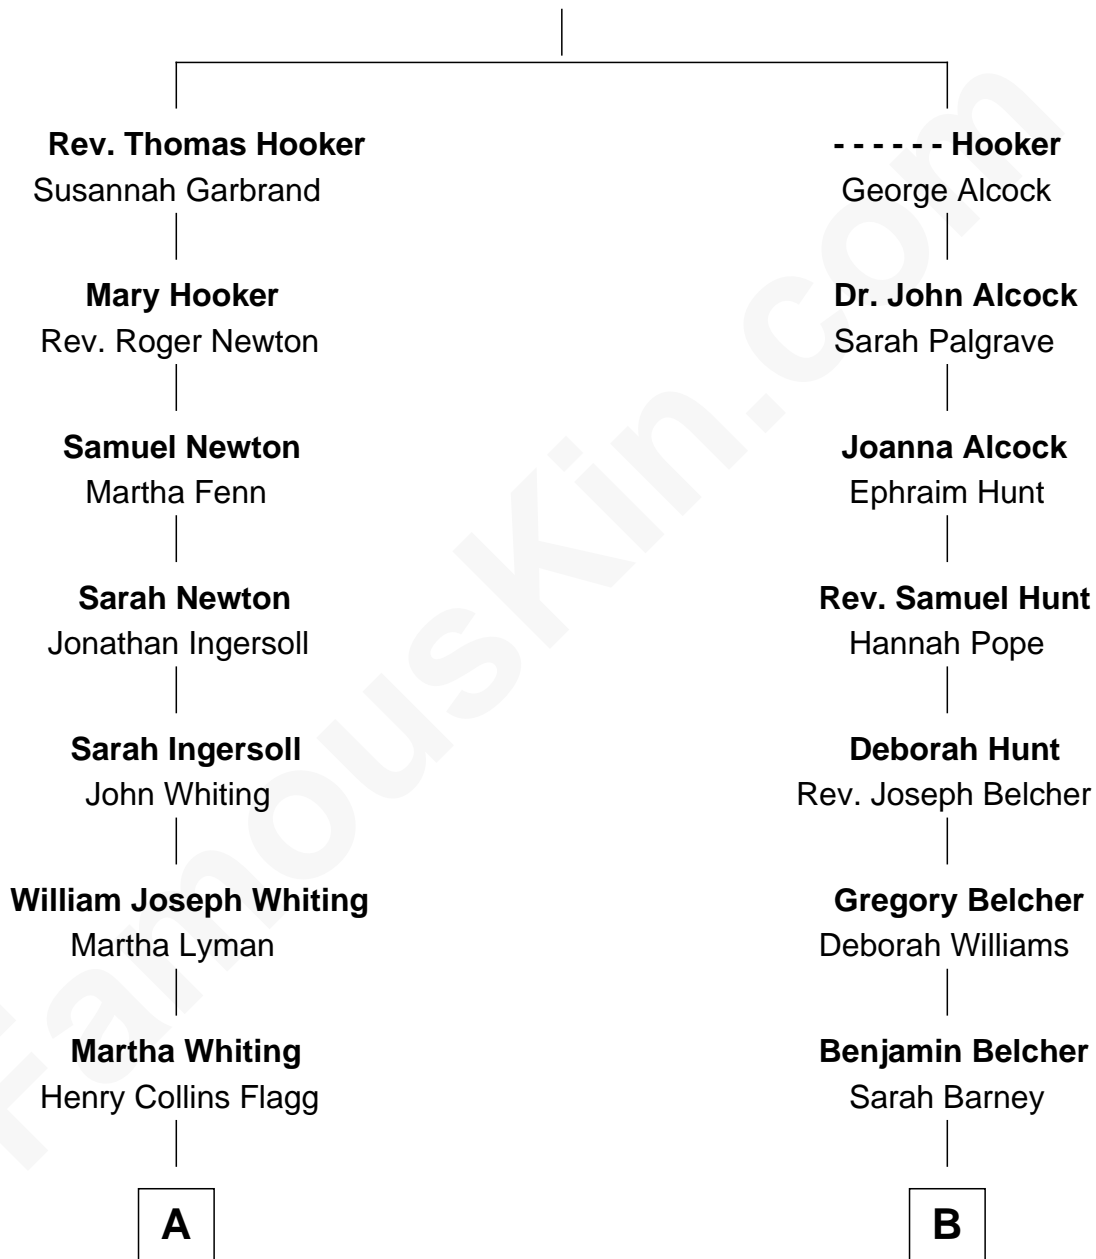 Rev. Thomas Hooker
Susannah Garbrand
Mary Hooker
Rev. Roger Newton
Samuel Newton
Martha Fenn
Sarah Newton
Jonathan Ingersoll
Sarah Ingersoll
John Whiting
William Joseph Whiting
Martha Lyman
Martha Whiting
Henry Collins Flagg
A
- - - - - - Hooker
George Alcock
Dr. John Alcock
Sarah Palgrave
Joanna Alcock
Ephraim Hunt
Rev. Samuel Hunt
Hannah Pope
Deborah Hunt
Rev. Joseph Belcher
Gregory Belcher
Deborah Williams
Benjamin Belcher
Sarah Barney
B
FamousKin.com